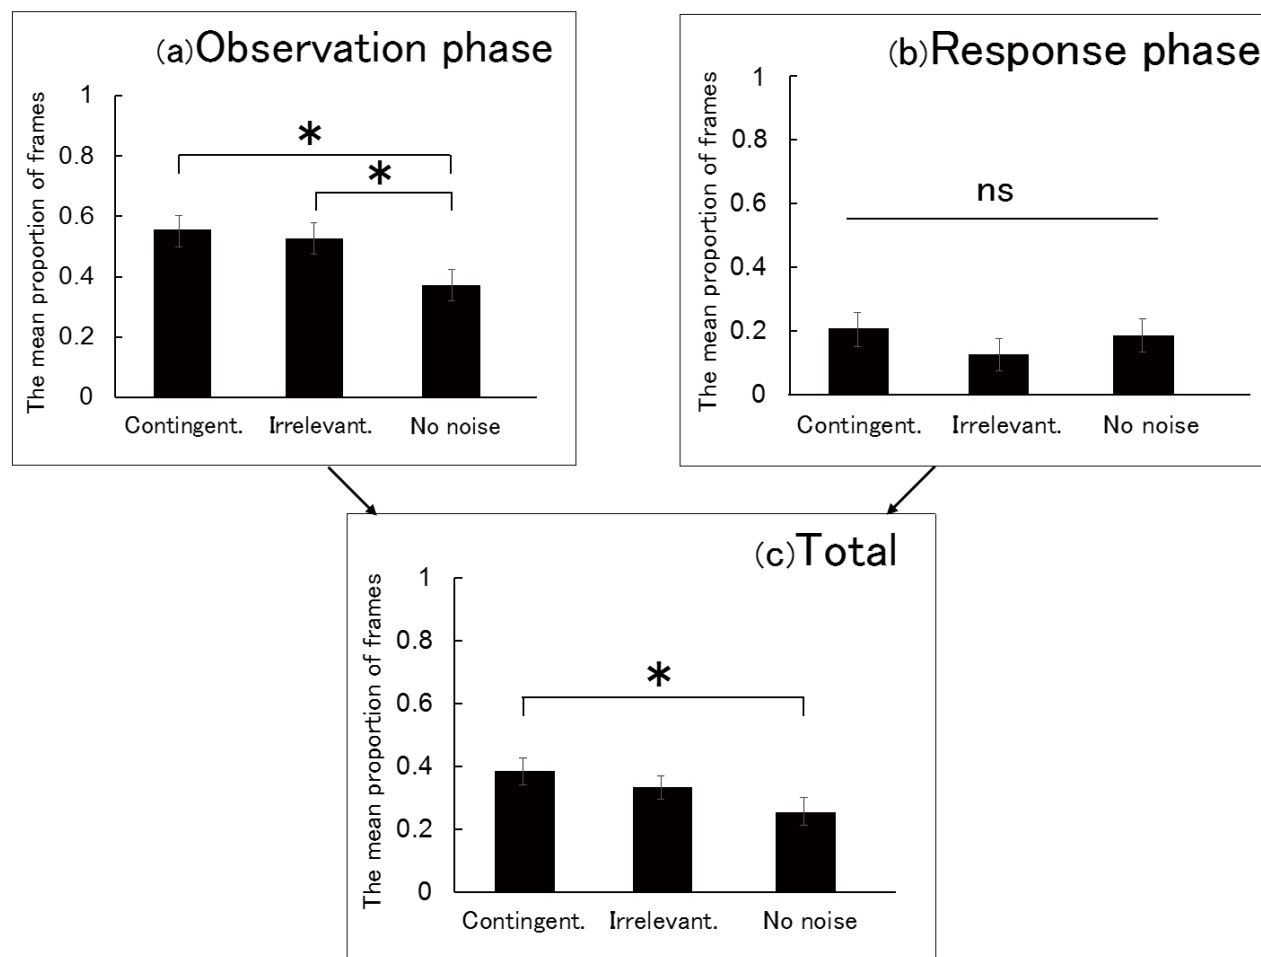 (a)Observation phase
The mean proportion of frames
1
0.8
0.6
0.4
0.2
0
*
*
Contingent. Irrelevant. No noise
(b)Response phase
The mean proportion of frames
1
0.8
0.6
0.4
0.2
0
ns
Contingent. Irrelevant. No noise
(c)Total
The mean proportion of frames
1
0.8
0.6
0.4
0.2
0
*
Contingent. Irrelevant. No noise